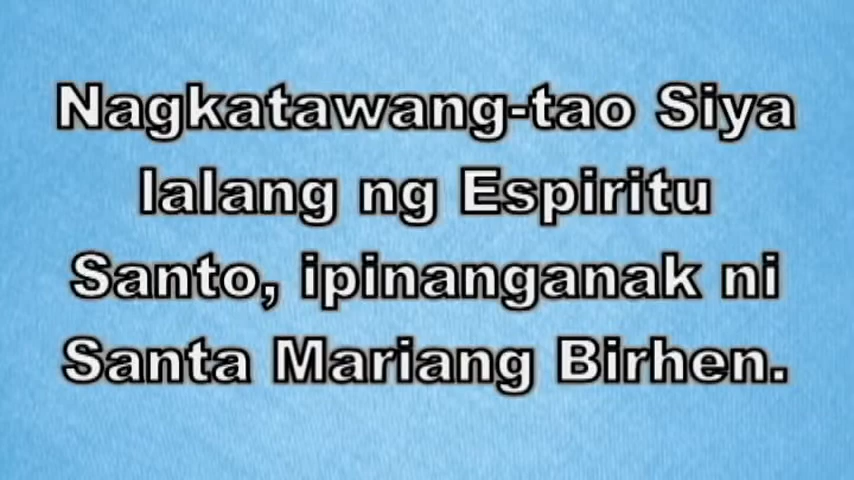 Nagkatawang-tao Siya
lalang ng Espiritu
Santo, ipinanganak ni
Santa Mariang Birhen.